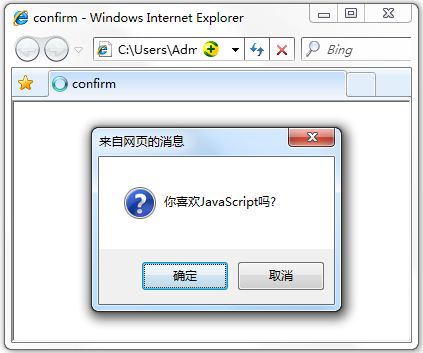 confirm - Windows Internet Explorer
C:\Users\Adm
Bing
confirm
来自网页的消息
你喜欢JavaScript吗?
确定
取消